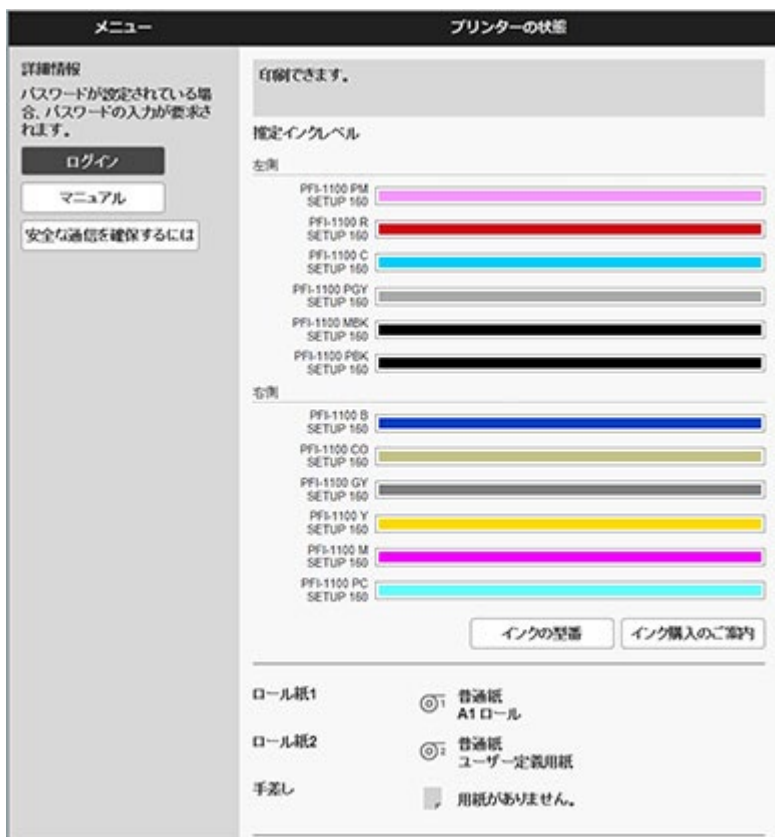 メニュー
プリンターの状態
詳細情報
パスワードが設定されている場
合、パスワードの入力が要求さ
れます。
ログイン
マニュアル
安全な通信を確保するには
印刷できます。
推定インクレベル
左側
PFI-1100 PM
SETUP 160
PFI-1100 R
SETUP 160
PFI-1100 C
SETUP 160
PFI-1100 PGY
SETUP 160
PFI-1100 MBK
SETUP 160
PFI-1100 PBK
SETUP 160
右側
PFI-1100 B
SETUP 160
PFI-1100 CO
SETUP 160
PFI-1100 GY
SETUP 160
PFI-1100 Y
SETUP 160
PFI-1100 M
SETUP 160
PFI-1100 PC
SETUP 160
インクの型番
インク購入のご案内
ロール紙1
1 普通紙
A1 ロール
ロール紙2
2 普通紙
ユーザー定義用紙
手差し
用紙がありません。